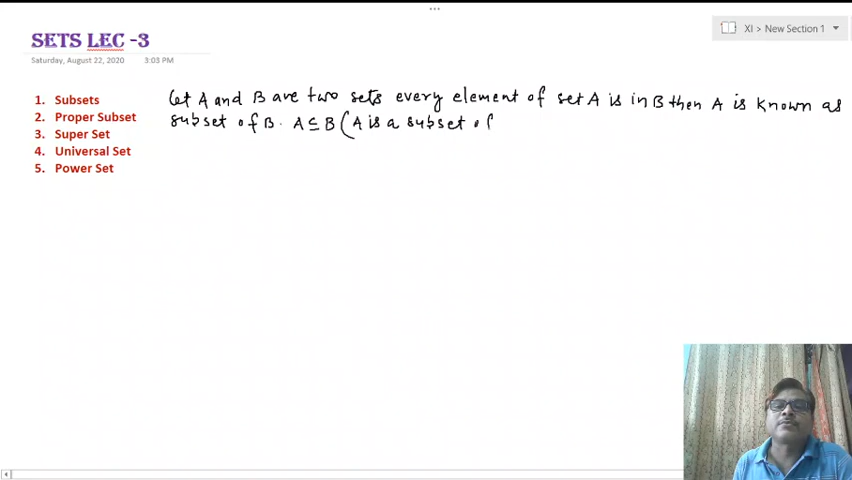 XI > New Section 1
SETS LEC -3
Saturday, August 22, 2020 3:03 PM
1. Subsets
2. Proper Subset
3. Super Set
4. Universal Set
5. Power Set
Let A and B are two sets every element of set A is in B then A is known as
subset of B. A ⊆ B (A is a subset of